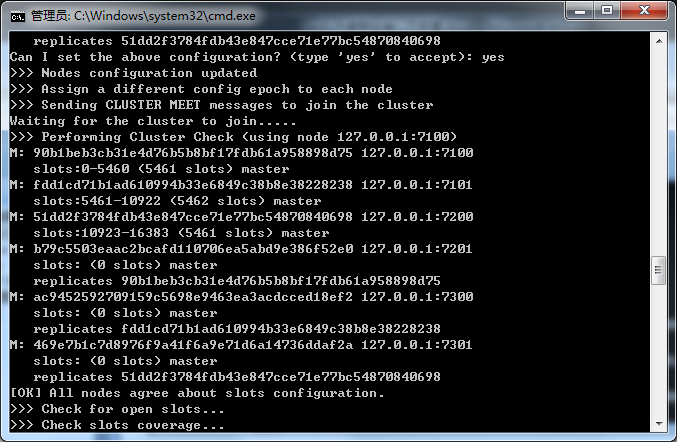 管理员: C:\Windows\system32\cmd.exe
replicates 51dd2f3784fdb43e847cce71e77bc54870840698
Can I set the above configuration? (type 'yes' to accept): yes
>>> Nodes configuration updated
>>> Assign a different config epoch to each node
>>> Sending CLUSTER MEET messages to join the cluster
Waiting for the cluster to join.....
>>> Performing Cluster Check (using node 127.0.0.1:7100)
M: 90b1beb3cb31e4d76b5b8bf17fdb61a958898d75 127.0.0.1:7100
slots:0-5460 (5461 slots) master
M: fdd1cd71b1ad610994b33e6849c38b8e38228238 127.0.0.1:7101
slots:5461-10922 (5462 slots) master
M: 51dd2f3784fdb43e847cce71e77bc54870840698 127.0.0.1:7200
slots:10923-16383 (5461 slots) master
M: b79c5503eaac2bcafd110706ea5abd9e386f52e0 127.0.0.1:7201
slots: (0 slots) master
replicates 90b1beb3cb31e4d76b5b8bf17fdb61a958898d75
M: ac9452592709159c5698e9463ea3acdcced18ef2 127.0.0.1:7300
slots: (0 slots) master
replicates fdd1cd71b1ad610994b33e6849c38b8e38228238
M: 469e7b1c7d8976f9a41f6a9e71d6a14736ddaf2a 127.0.0.1:7301
slots: (0 slots) master
replicates 51dd2f3784fdb43e847cce71e77bc54870840698
[OK] All nodes agree about slots configuration.
>>> Check for open slots...
>>> Check slots coverage...